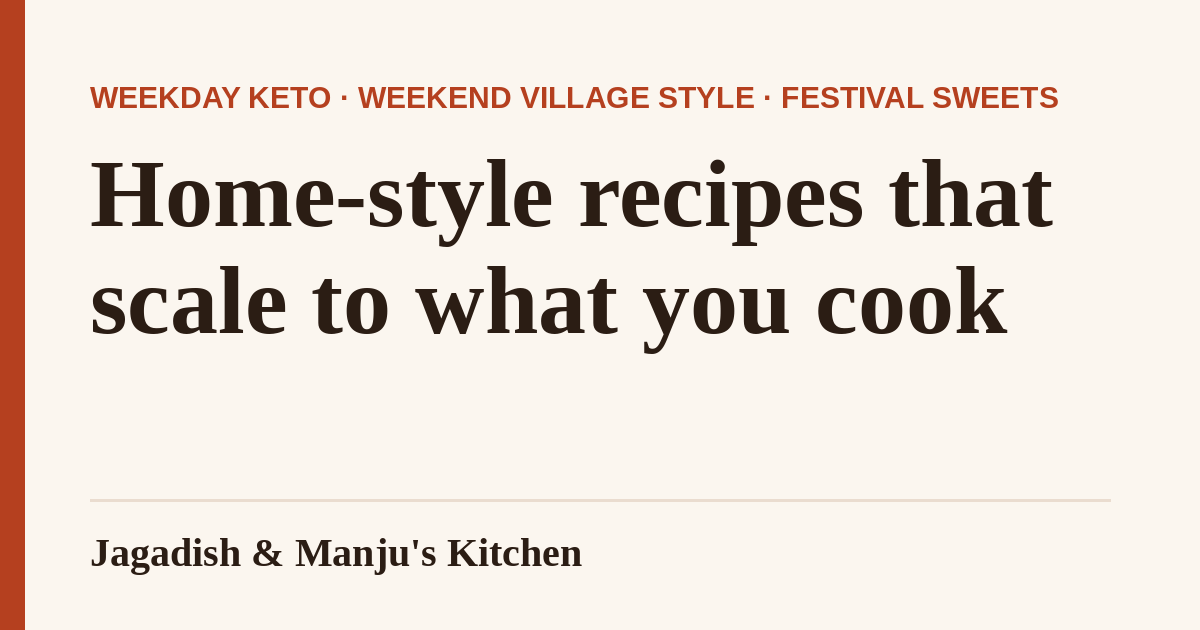 WEEKDAY KETO · WEEKEND VILLAGE STYLE · FESTIVAL SWEETS
Home-style recipes that
scale to what you cook
Jagadish & Manju's Kitchen